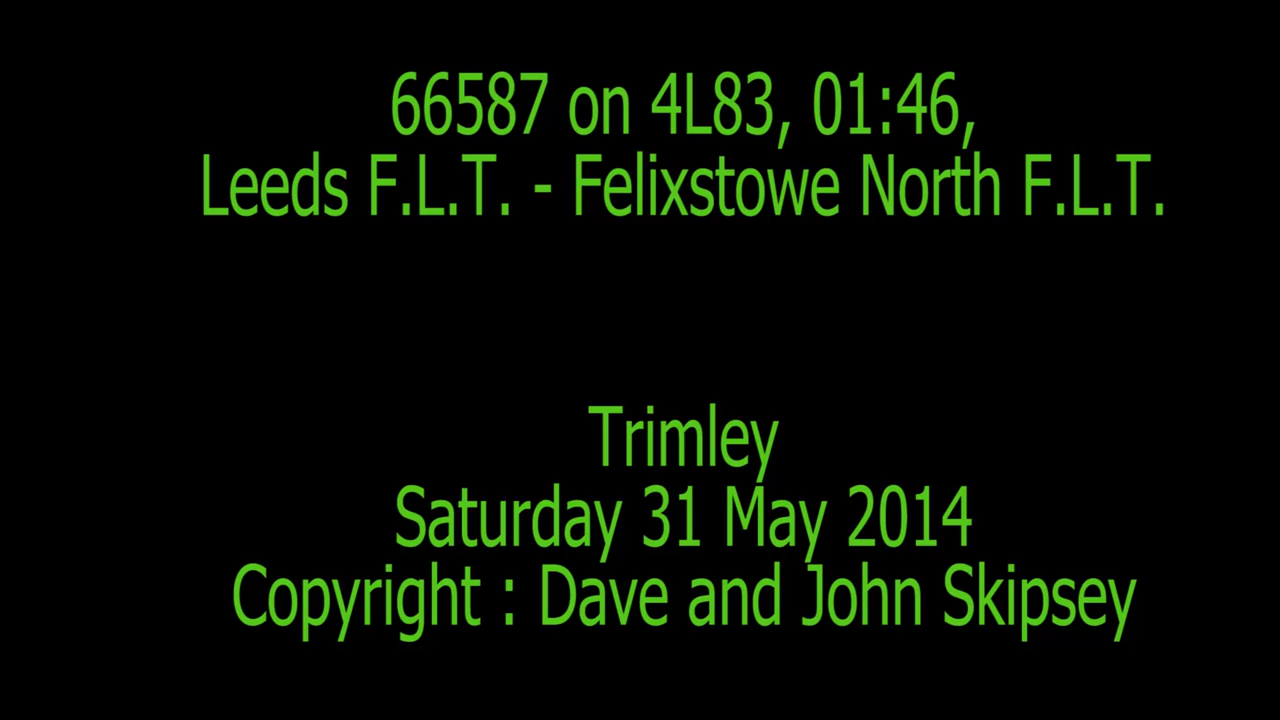 66587 on 4L83, 01:46,
Leeds F.L.T. - Felixstowe North F.L.T.
Trimley
Saturday 31 May 2014
Copyright : Dave and John Skipsey